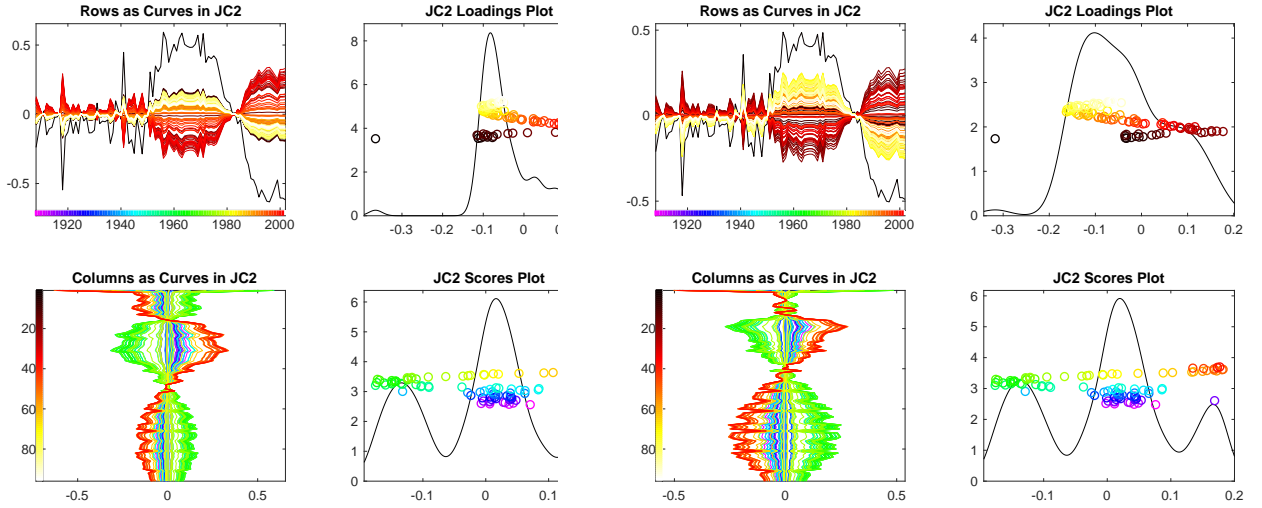 Rows as Curves in JC2
0.5
0
-0.5
1920 1940 1960 1980 2000
JC2 Loadings Plot
8
6
4
2
0
-0.3 -0.1 0 0.
Rows as Curves in JC2
0.5
0
-0.5
1920 1940 1960 1980 2000
JC2 Loadings Plot
4
3
2
1
0
-0.3 -0.2 -0.1 0 0.1 0.2
Columns as Curves in JC2
20
40
60
80
-0.5 0 0.5
JC2 Scores Plot
6
5
4
3
2
1
0
-0.1 0 0.1
Columns as Curves in JC2
20
40
60
80
-0.5 0 0.5
JC2 Scores Plot
6
5
4
3
2
1
0
-0.1 0 0.1 0.2